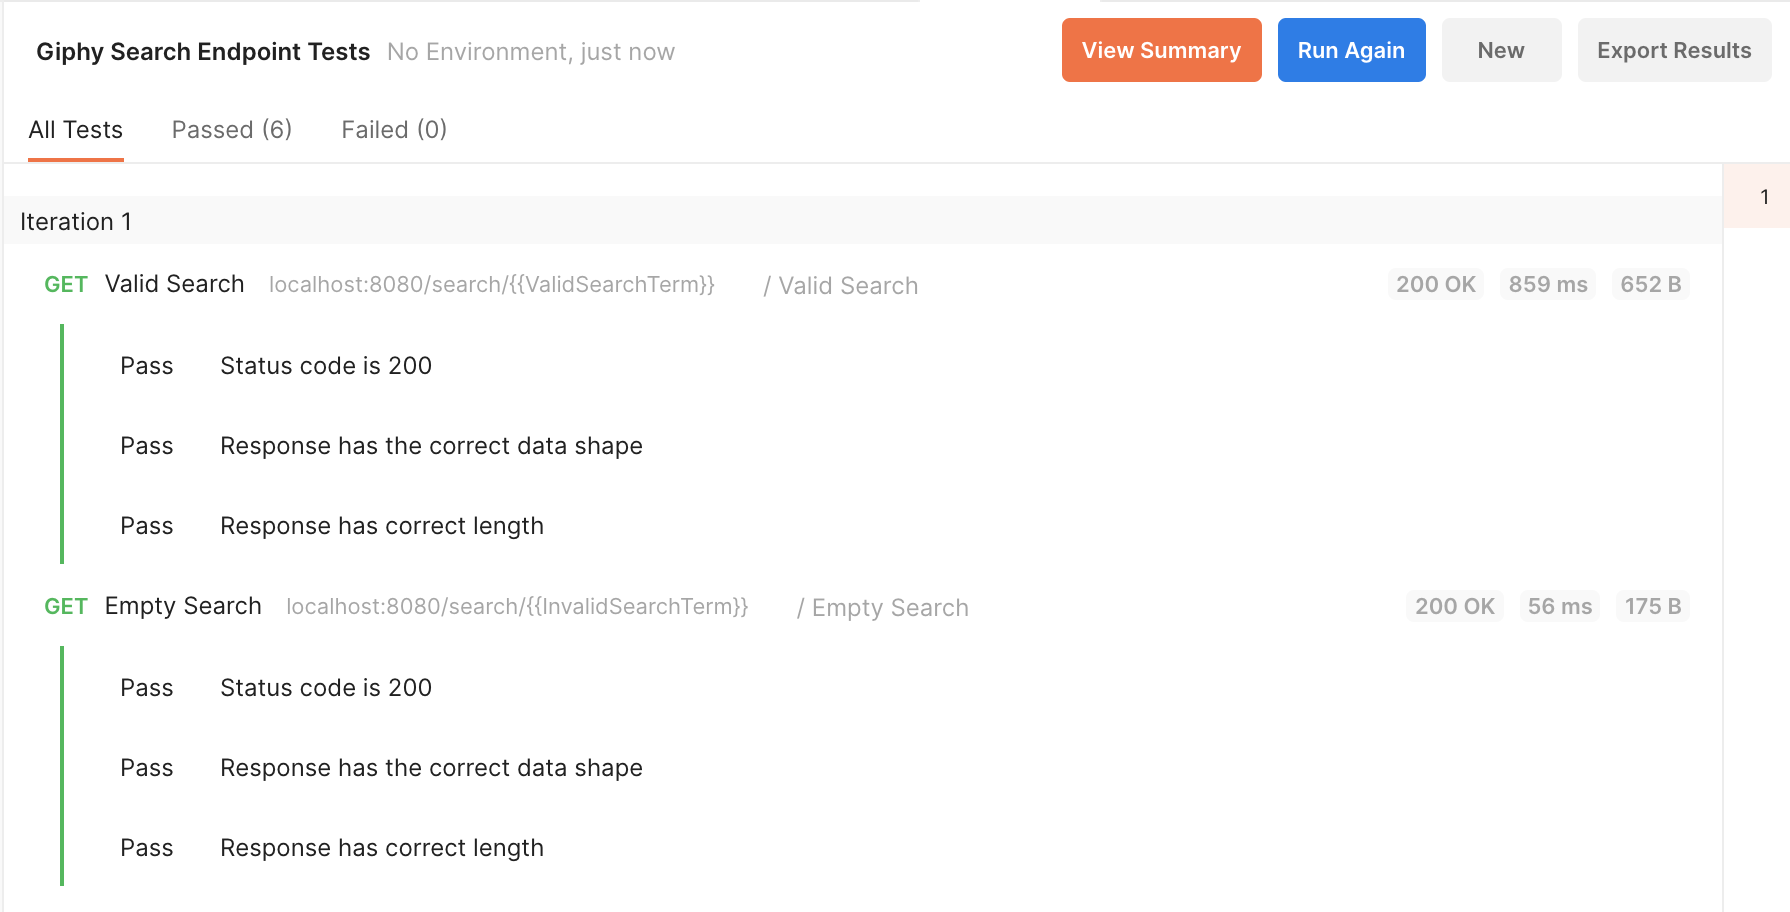 Giphy Search Endpoint Tests No Environment, just now View Summary Run Again New Export Results
All Tests Passed (6) Failed (0)
1
Iteration 1
GET Valid Search localhost:8080/search/{{ValidSearchTerm}} / Valid Search 200 OK 859 ms 652 B
Pass Status code is 200
Pass Response has the correct data shape
Pass Response has correct length
GET Empty Search localhost:8080/search/{{InvalidSearchTerm}} / Empty Search 200 OK 56 ms 175 B
Pass Status code is 200
Pass Response has the correct data shape
Pass Response has correct length